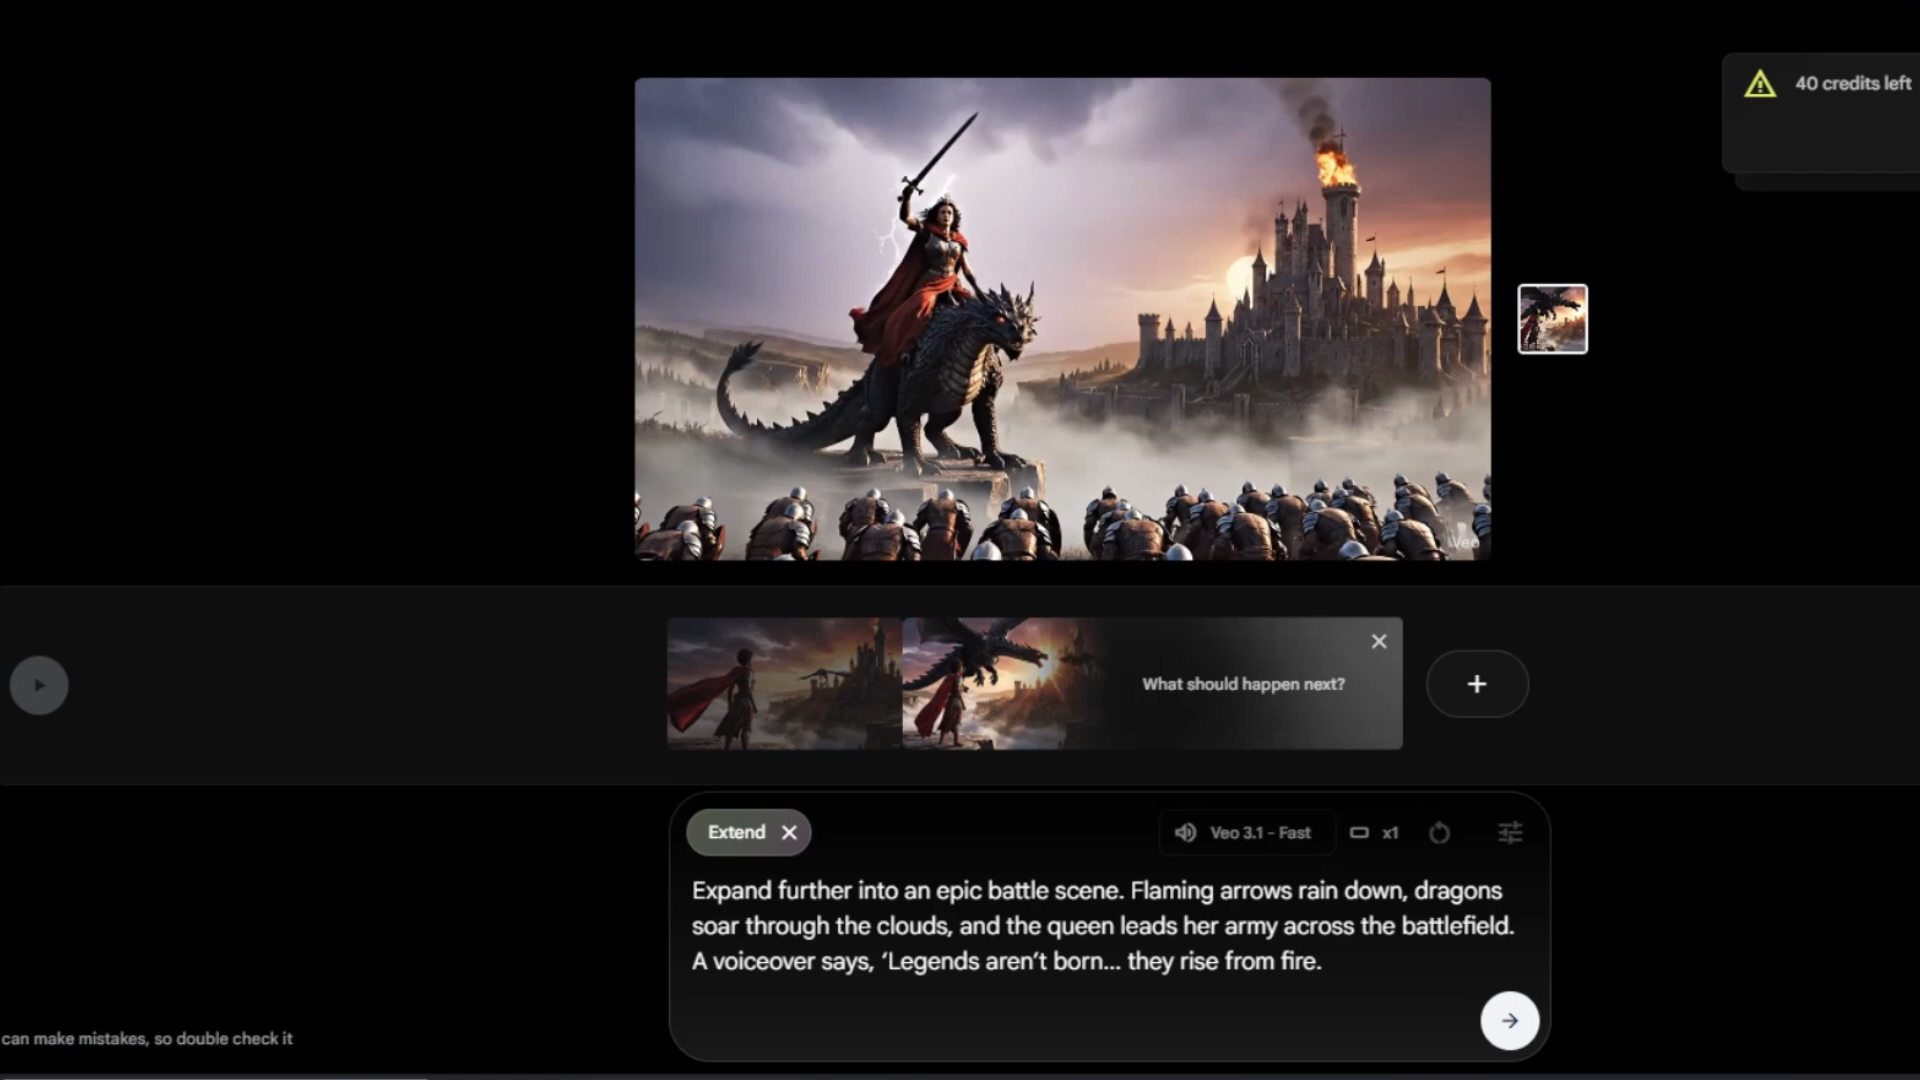 40 credits left
Veo
What should happen next?
Extend
Veo 3.1 - Fast
x1
Expand further into an epic battle scene. Flaming arrows rain down, dragons
soar through the clouds, and the queen leads her army across the battlefield.
A voiceover says, ‘Legends aren’t born... they rise from fire.
can make mistakes, so double check it